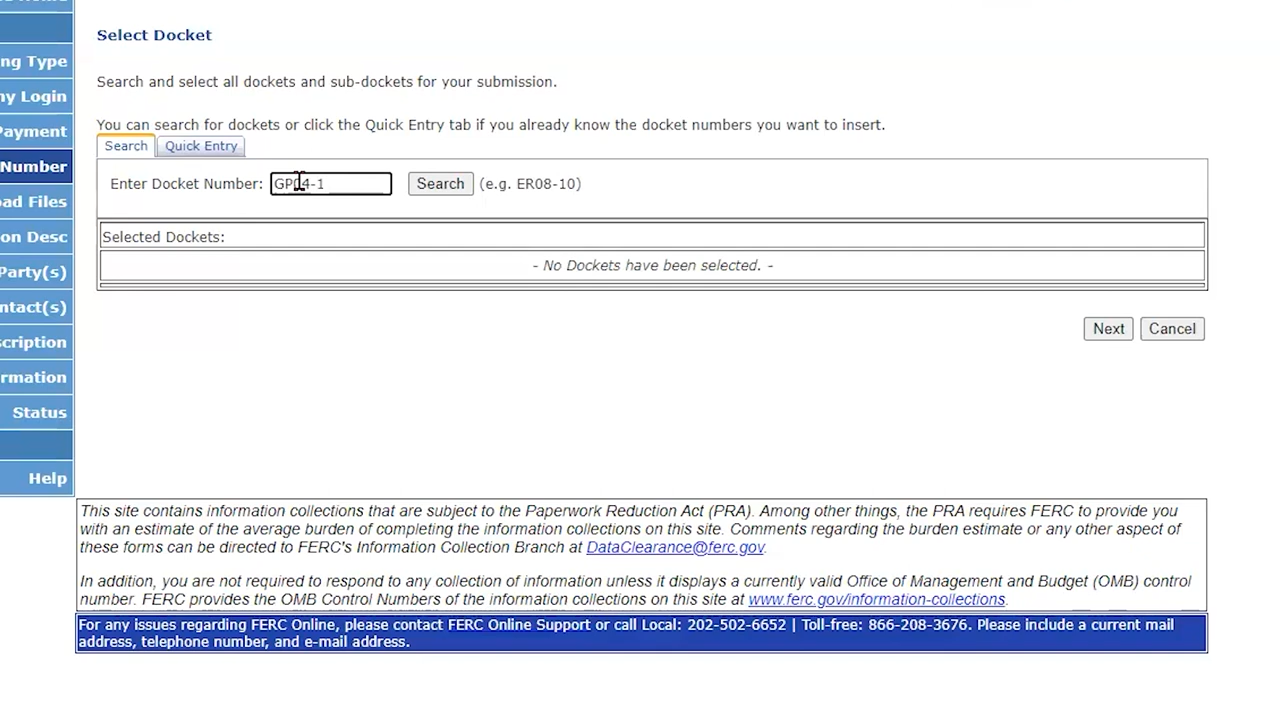 Select Docket
ng Type
Search and select all dockets and sub-dockets for your submission.
ny Login
You can search for dockets or click the Quick Entry tab if you already know the docket numbers you want to insert.
Payment
Search
Quick Entry
Number
Enter Docket Number: GP04-1 Search (e.g. ER08-10)
ad Files
on Desc
Selected Dockets:
- No Dockets have been selected. -
Party(s)
ntact(s)
Next Cancel
scription
rmation
Status
Help
This site contains information collections that are subject to the Paperwork Reduction Act (PRA). Among other things, the PRA requires FERC to provide you
with an estimate of the average burden of completing the information collections on this site. Comments regarding the burden estimate or any other aspect of
these forms can be directed to FERC's Information Collection Branch at DataClearance@ferc.gov.
In addition, you are not required to respond to any collection of information unless it displays a currently valid Office of Management and Budget (OMB) control
number. FERC provides the OMB Control Numbers of the information collections on this site at www.ferc.gov/information-collections.
For any issues regarding FERC Online, please contact FERC Online Support or call Local: 202-502-6652 | Toll-free: 866-208-3676. Please include a current mail
address, telephone number, and e-mail address.